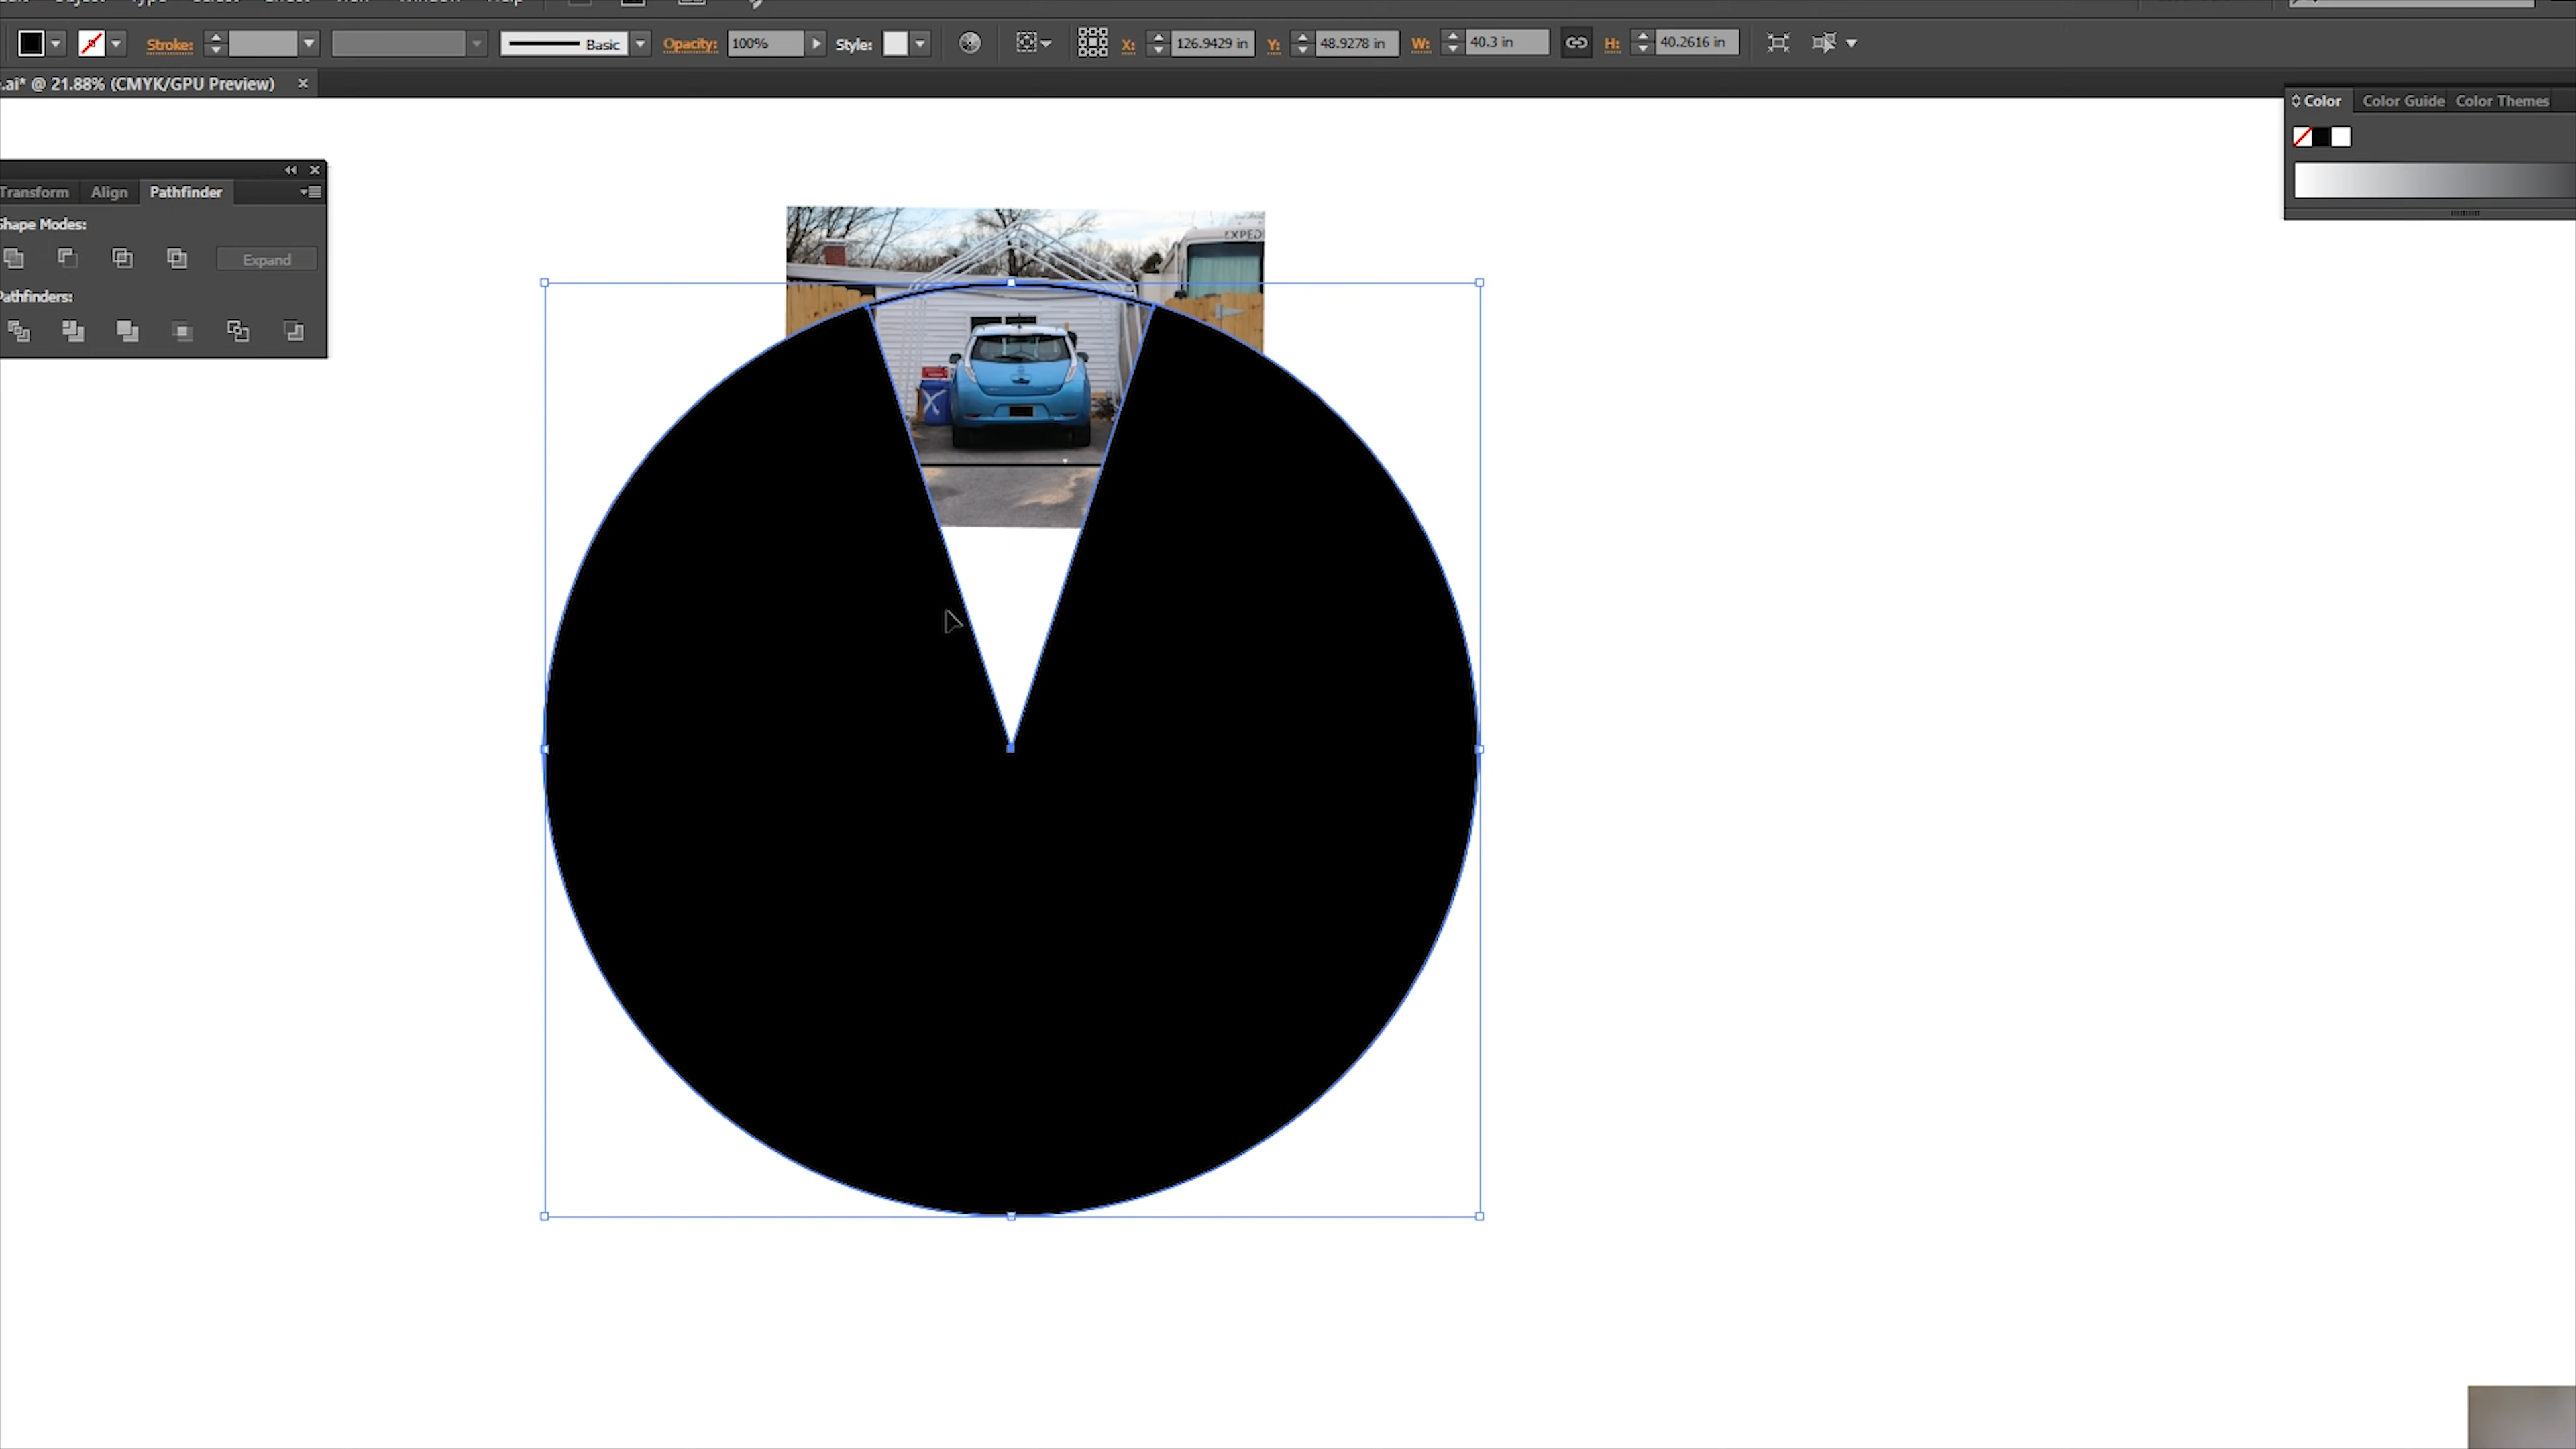 Stroke: Basic Opacity: 100% Style: X: 126.9429 in Y: 48.9278 in W: 40.3 in H: 40.2616 in
.ai* @ 21.88% (CMYK/GPU Preview) ×
Color Color Guide Color Themes
Transform Align Pathfinder
Shape Modes:
Expand
Pathfinders:
EXPED